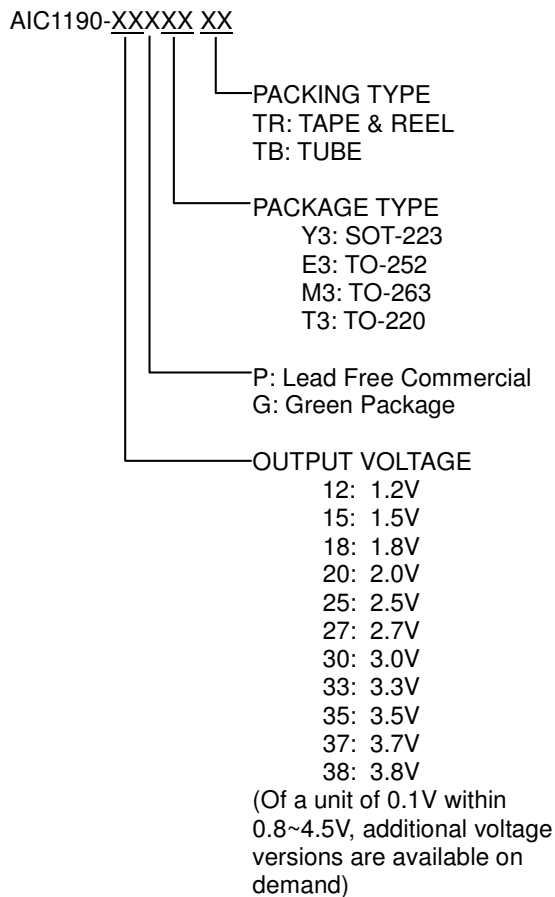 AIC1190-XXXXX XX
PACKING TYPE
TR: TAPE & REEL
TB: TUBE
PACKAGE TYPE
Y3: SOT-223
E3: TO-252
M3: TO-263
T3: TO-220
P: Lead Free Commercial
G: Green Package
OUTPUT VOLTAGE
12: 1.2V
15: 1.5V
18: 1.8V
20: 2.0V
25: 2.5V
27: 2.7V
30: 3.0V
33: 3.3V
35: 3.5V
37: 3.7V
38: 3.8V
(Of a unit of 0.1V within
0.8~4.5V, additional voltage
versions are available on
demand)